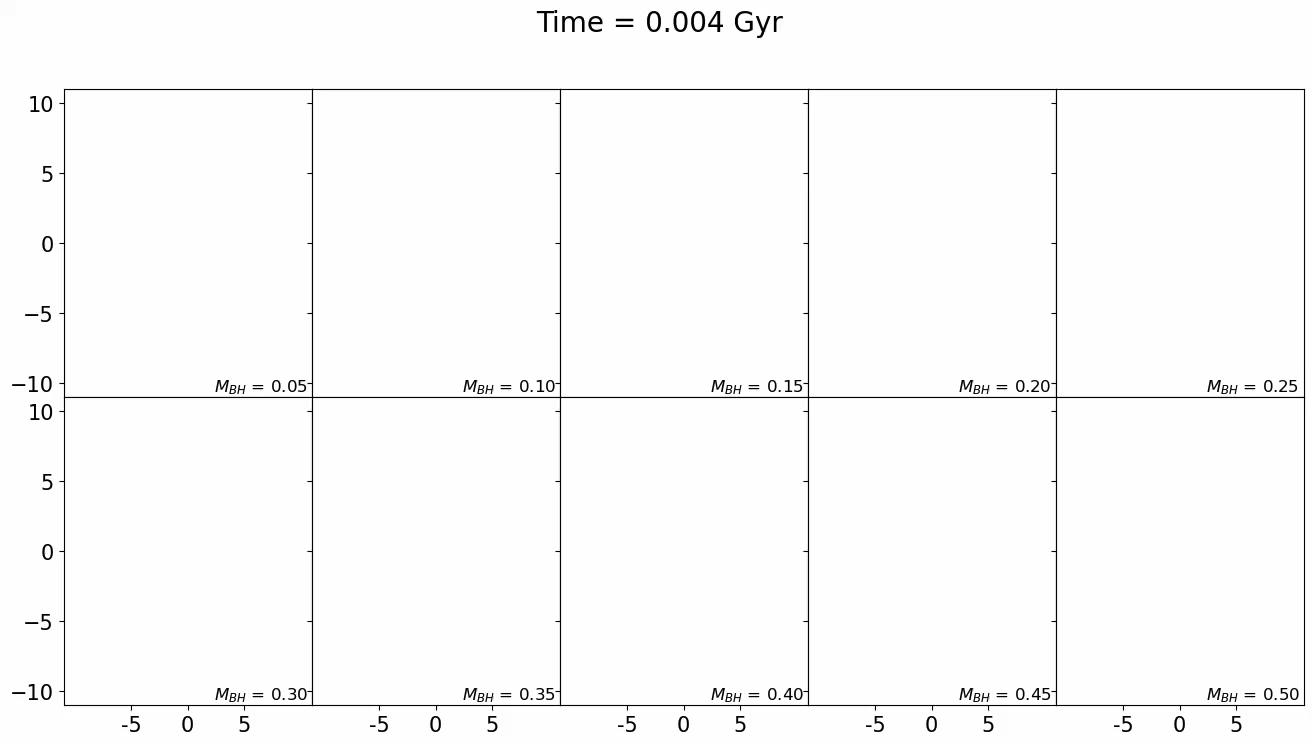 Time = 0.004 Gyr
10
5
0
−5
−10
M_BH = 0.05
M_BH = 0.10
M_BH = 0.15
M_BH = 0.20
M_BH = 0.25
10
5
0
−5
−10
M_BH = 0.30
M_BH = 0.35
M_BH = 0.40
M_BH = 0.45
M_BH = 0.50
-5 0 5 -5 0 5 -5 0 5 -5 0 5 -5 0 5